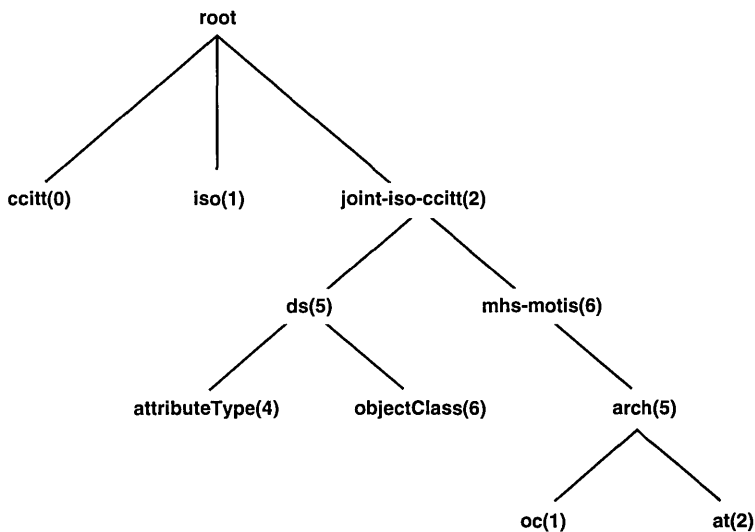 root
ccitt(0) iso(1) joint-iso-ccitt(2)
ds(5) mhs-motis(6)
attributeType(4) objectClass(6) arch(5)
oc(1) at(2)